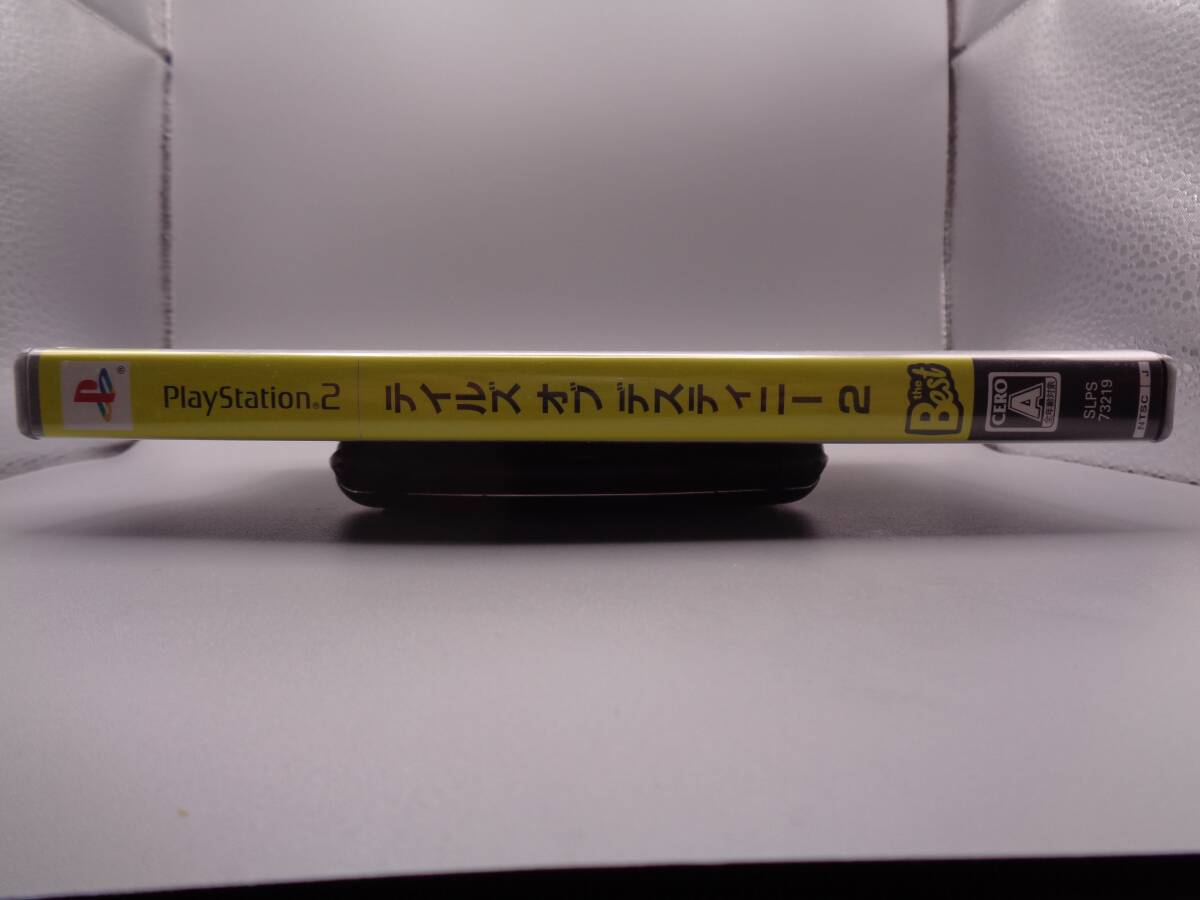 PlayStation®2
テイルズ オブ デスティニー 2
the Best
CERO
A
全年齢対象
SLPS
73219
NTSC J